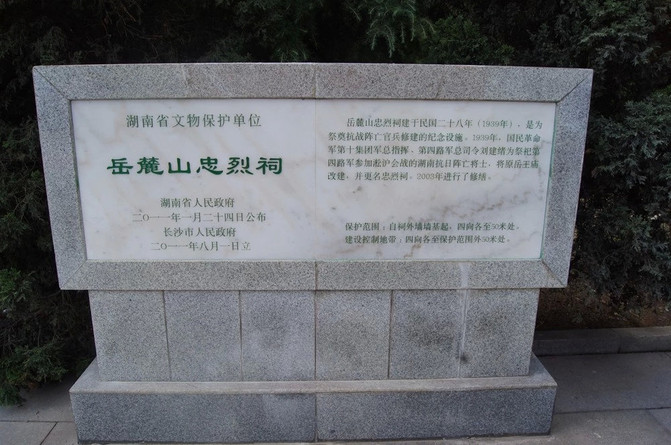 湖南省文物保护单位
岳麓山忠烈祠
湖南省人民政府
二〇一一年一月二十四日公布
长沙市人民政府
二〇一一年八月一日立
岳麓山忠烈祠建于民国二十八年（1939年），是为
祭奠抗战阵亡官兵修建的纪念设施。1939年，国民革命
军第十集团军总指挥、第四路军总司令刘建绪为祭祀第
四路军参加淞沪会战的湖南抗日阵亡将士，将原岳王庙
改建，并更名忠烈祠。2009年进行了修缮。
保护范围：自祠外墙墙基起，四向各至50米处。
建设控制地带：四向各至保护范围外50米处。